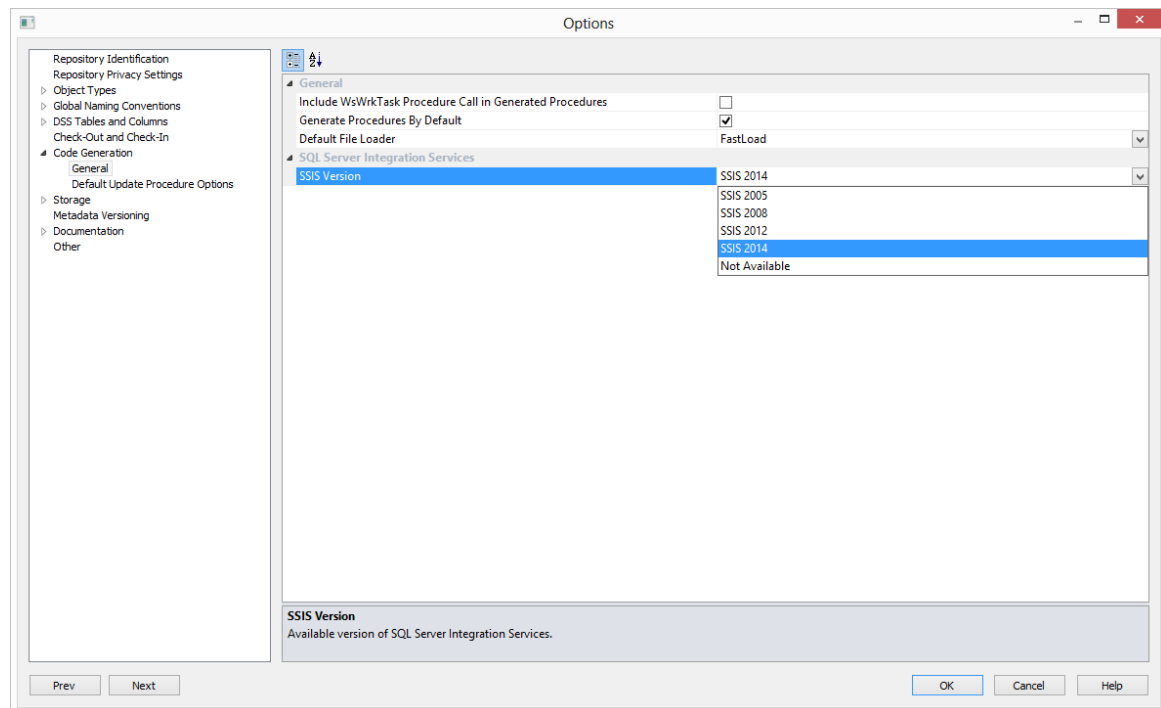 Options
Repository Identification
Repository Privacy Settings
Object Types
Global Naming Conventions
DSS Tables and Columns
Check-Out and Check-In
Code Generation
General
Default Update Procedure Options
Storage
Metadata Versioning
Documentation
Other
General
Include WsWrkTask Procedure Call in Generated Procedures
Generate Procedures By Default
Default File Loader FastLoad
SQL Server Integration Services
SSIS Version SSIS 2014
SSIS 2005
SSIS 2008
SSIS 2012
SSIS 2014
Not Available
SSIS Version
Available version of SQL Server Integration Services.
Prev Next OK Cancel Help